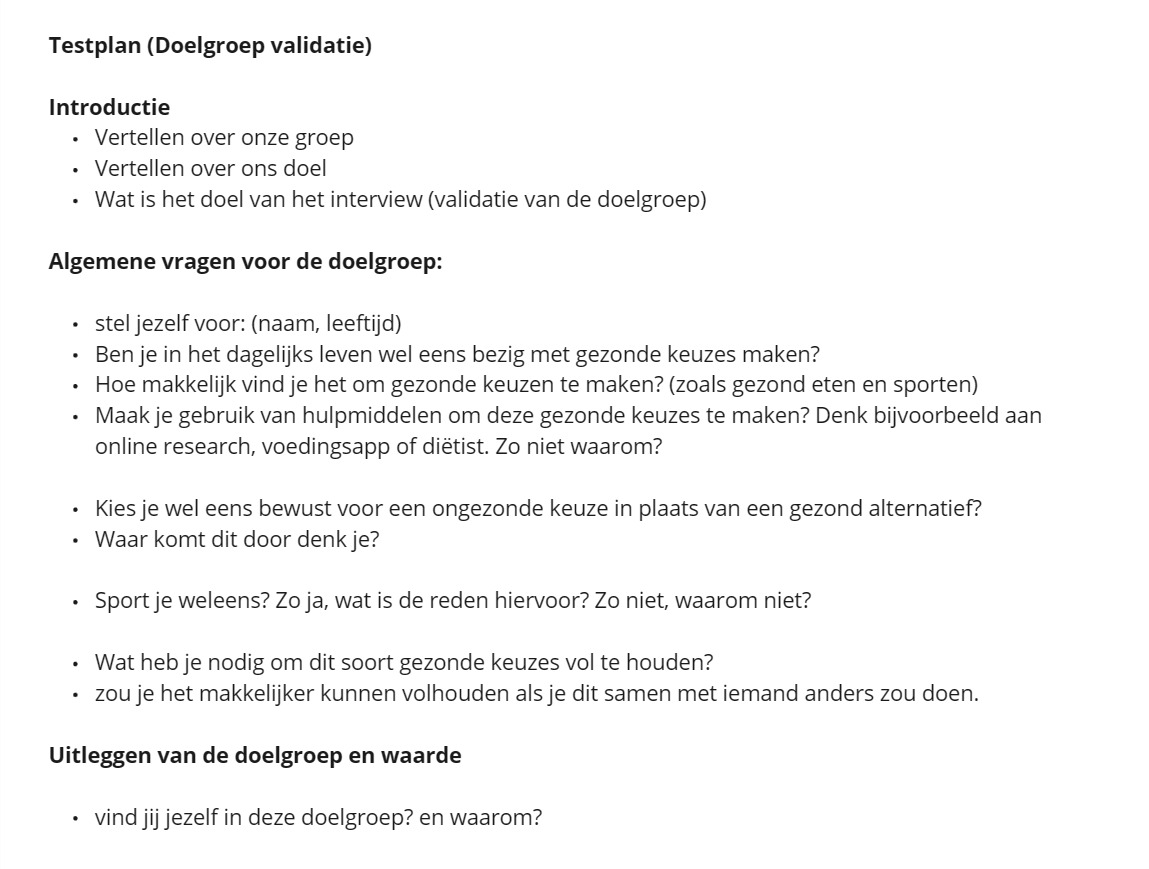 Testplan (Doelgroep validatie)
Introductie
• Vertellen over onze groep
• Vertellen over ons doel
• Wat is het doel van het interview (validatie van de doelgroep)
Algemene vragen voor de doelgroep:
• stel jezelf voor: (naam, leeftijd)
• Ben je in het dagelijks leven wel eens bezig met gezonde keuzes maken?
• Hoe makkelijk vind je het om gezonde keuzen te maken? (zoals gezond eten en sporten)
• Maak je gebruik van hulpmiddelen om deze gezonde keuzes te maken? Denk bijvoorbeeld aan
online research, voedingsapp of diëtist. Zo niet waarom?
• Kies je wel eens bewust voor een ongezonde keuze in plaats van een gezond alternatief?
• Waar komt dit door denk je?
• Sport je weleens? Zo ja, wat is de reden hiervoor? Zo niet, waarom niet?
• Wat heb je nodig om dit soort gezonde keuzes vol te houden?
• zou je het makkelijker kunnen volhouden als je dit samen met iemand anders zou doen.
Uitleggen van de doelgroep en waarde
• vind jij jezelf in deze doelgroep? en waarom?